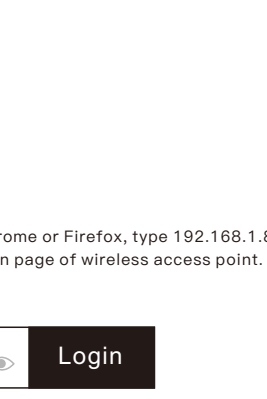 rome or Firefox, type 192.168.1.8
n page of wireless access point.
Login